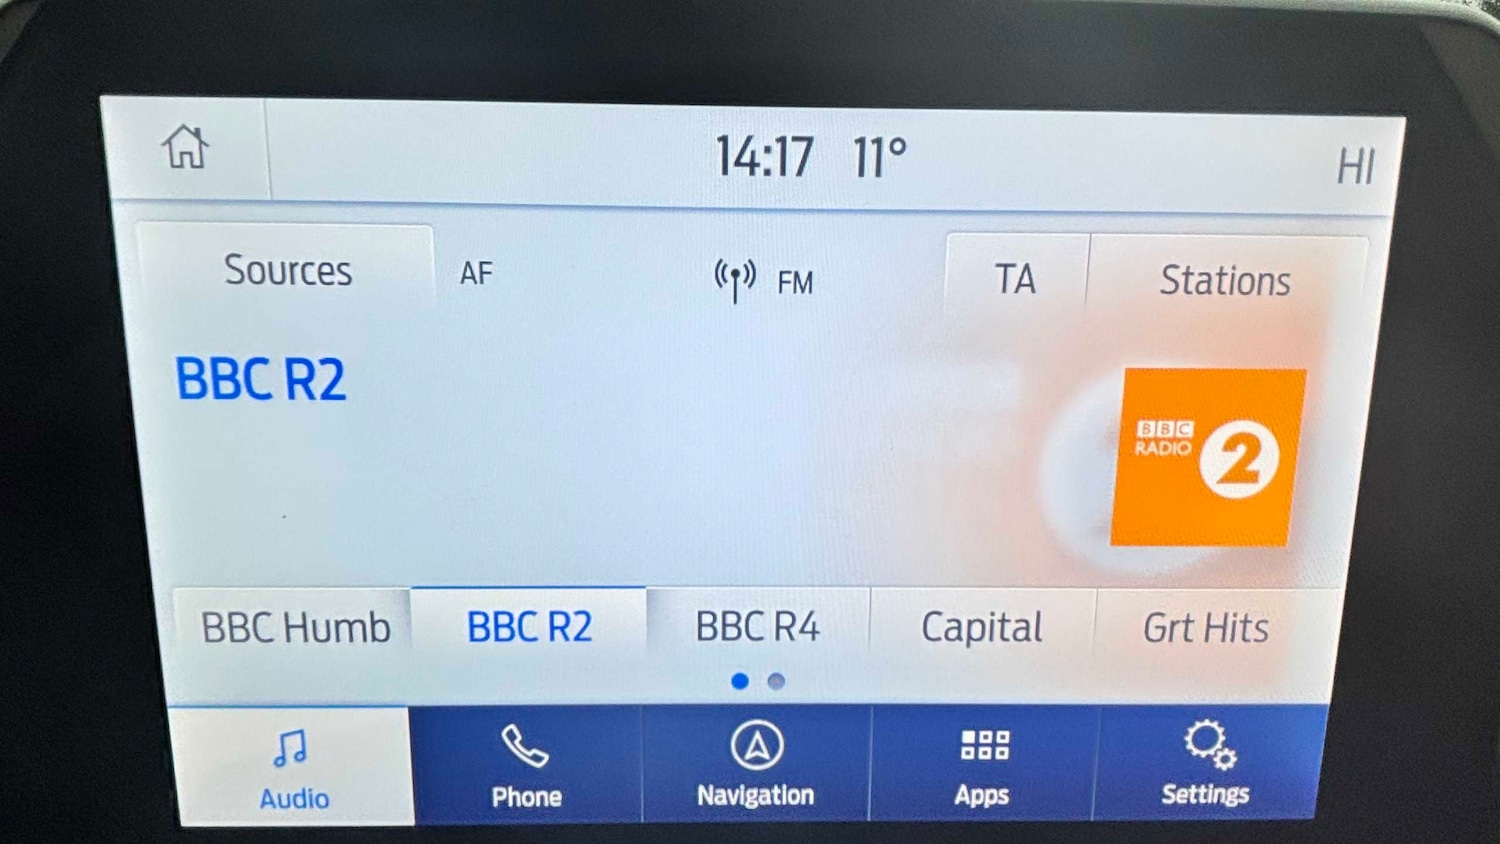 14:17 11° HI
Sources AF FM TA Stations
BBC R2
BBC
RADIO 2
BBC Humb BBC R2 BBC R4 Capital Grt Hits
Audio Phone Navigation Apps Settings